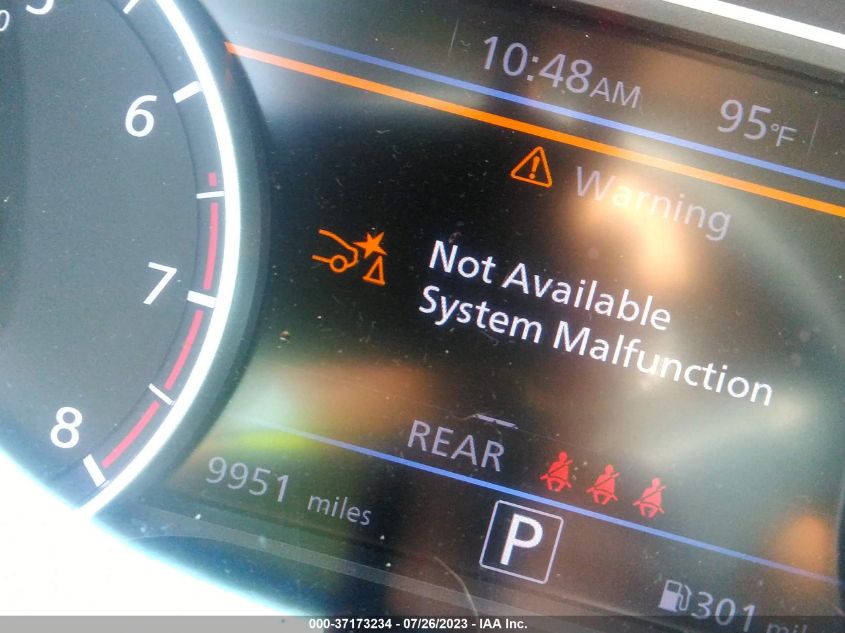 10:48AM 95°F
Warning
Not Available
System Malfunction
6
7
8
REAR
9951 miles
P
301
000-37173234 - 07/26/2023 - IAA Inc.